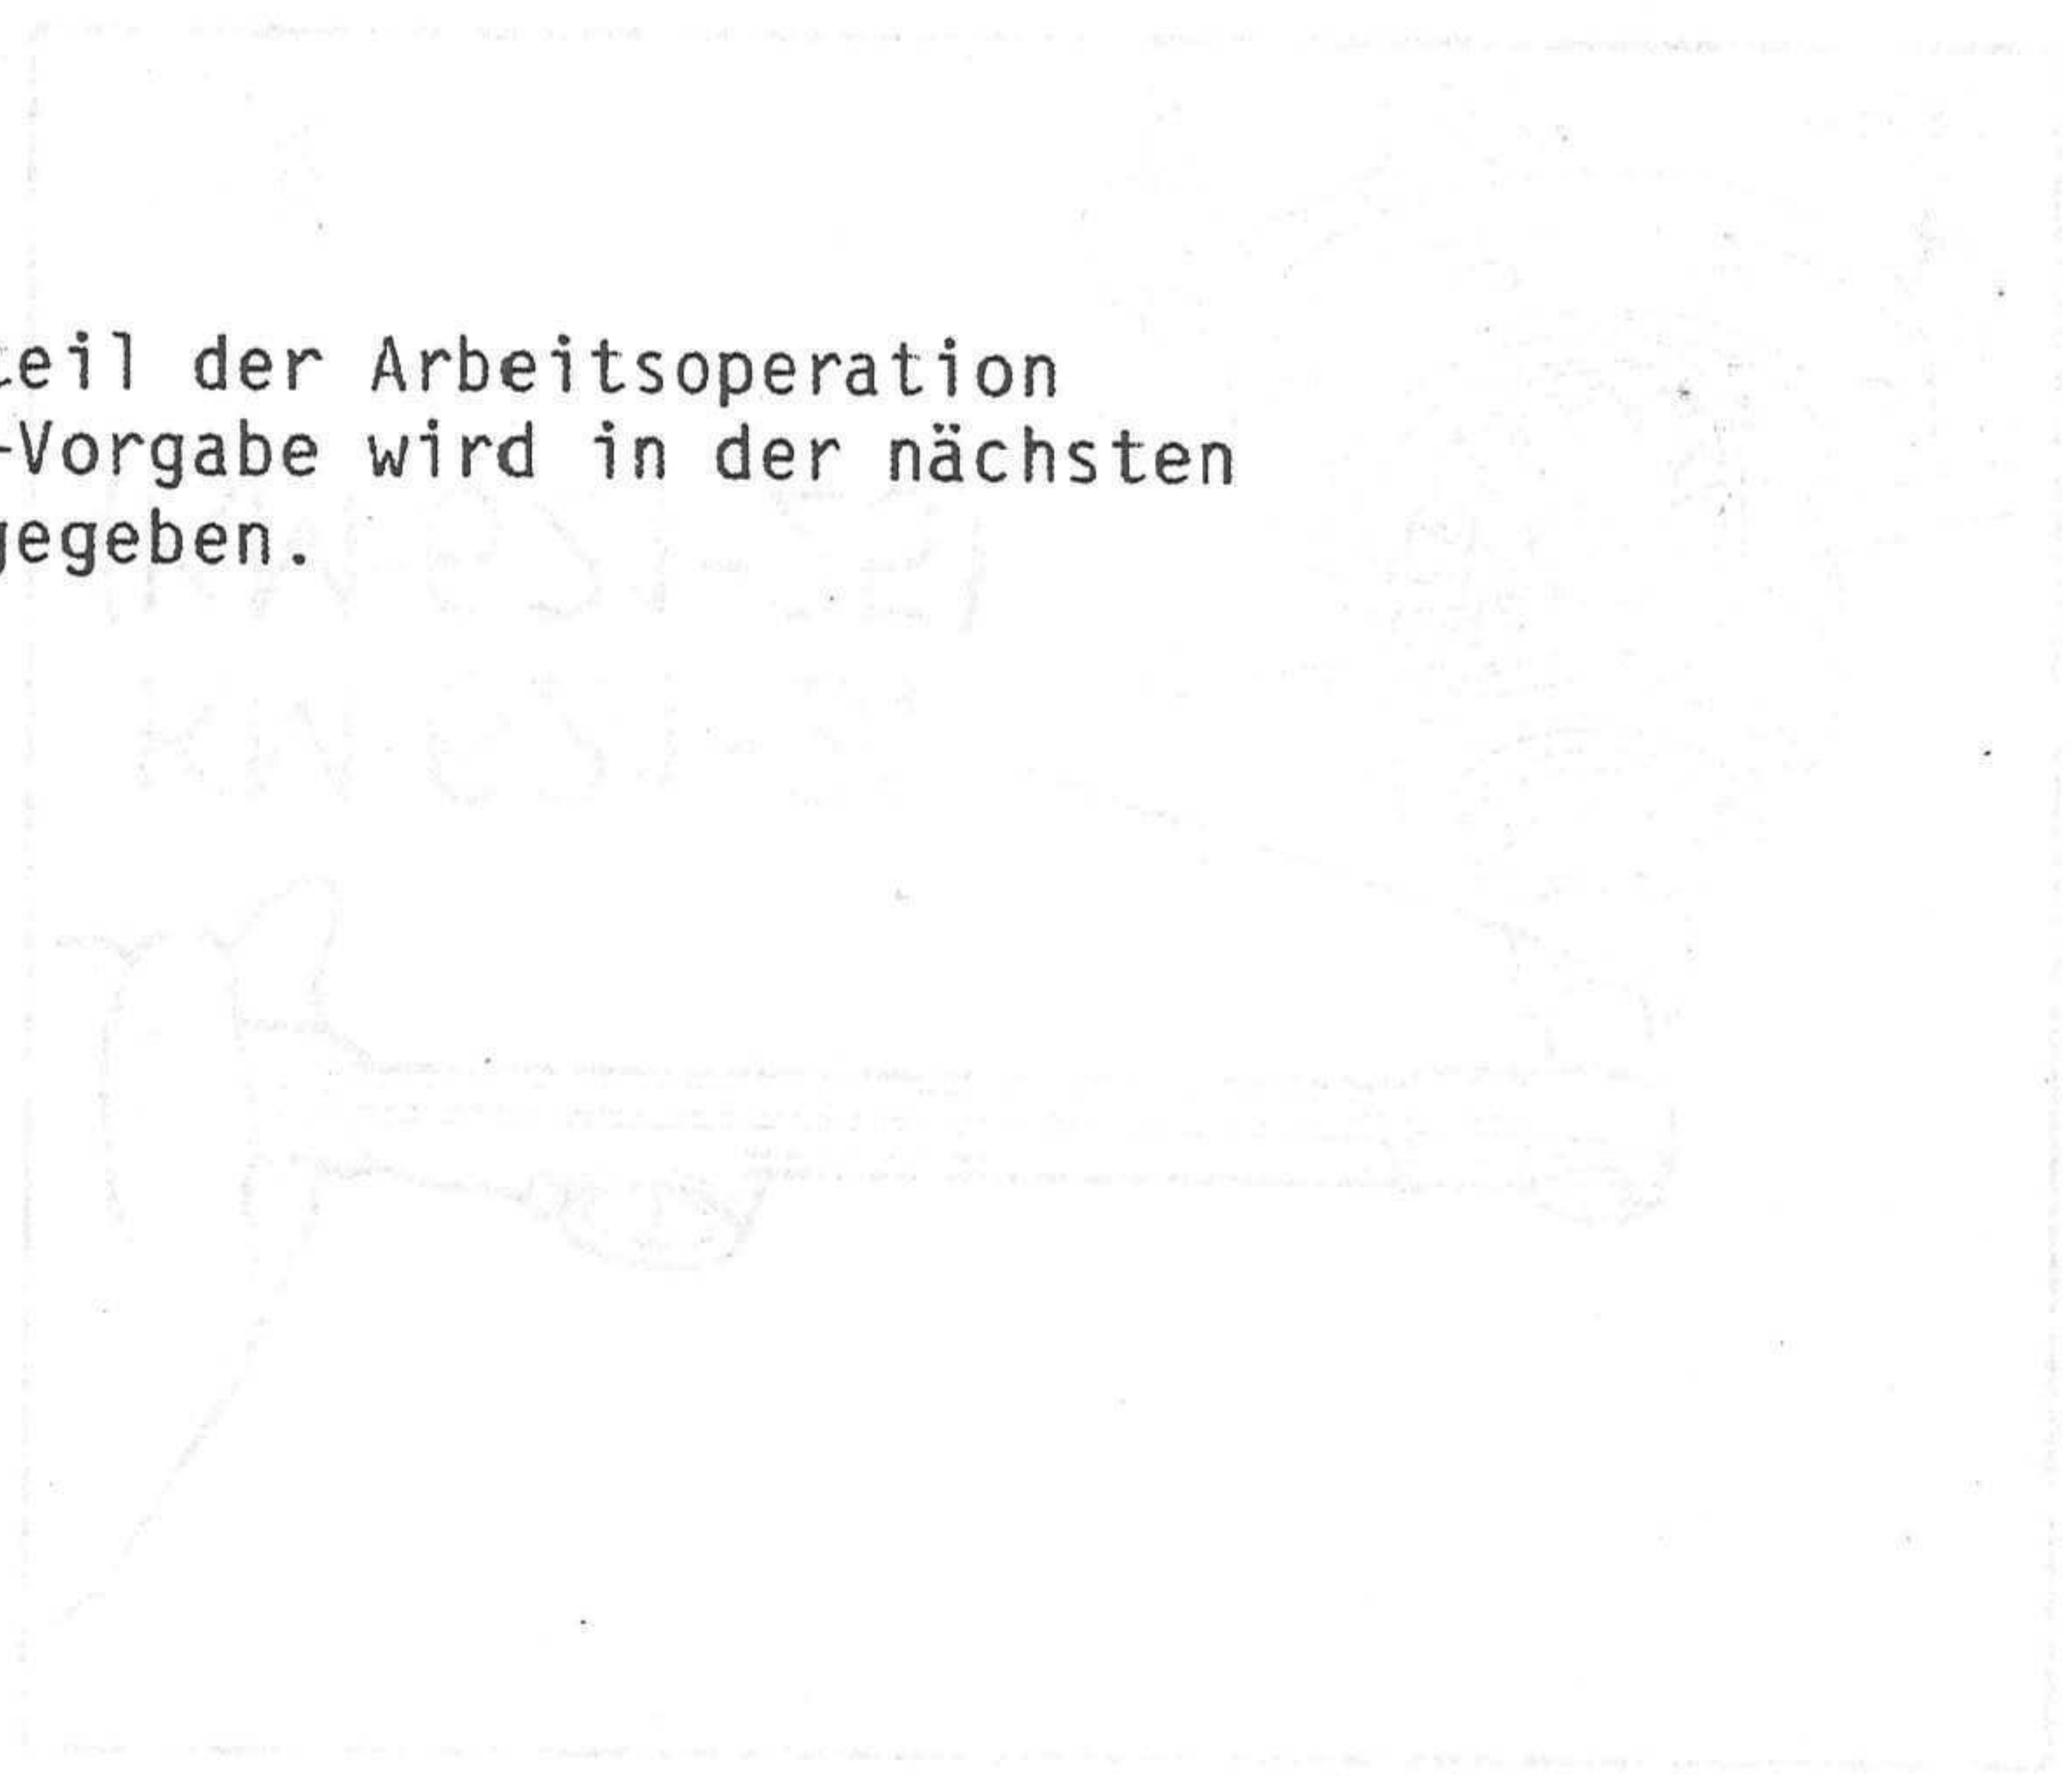 teil der Arbeitsoperation
-Vorgabe wird in der nächsten
gegeben.